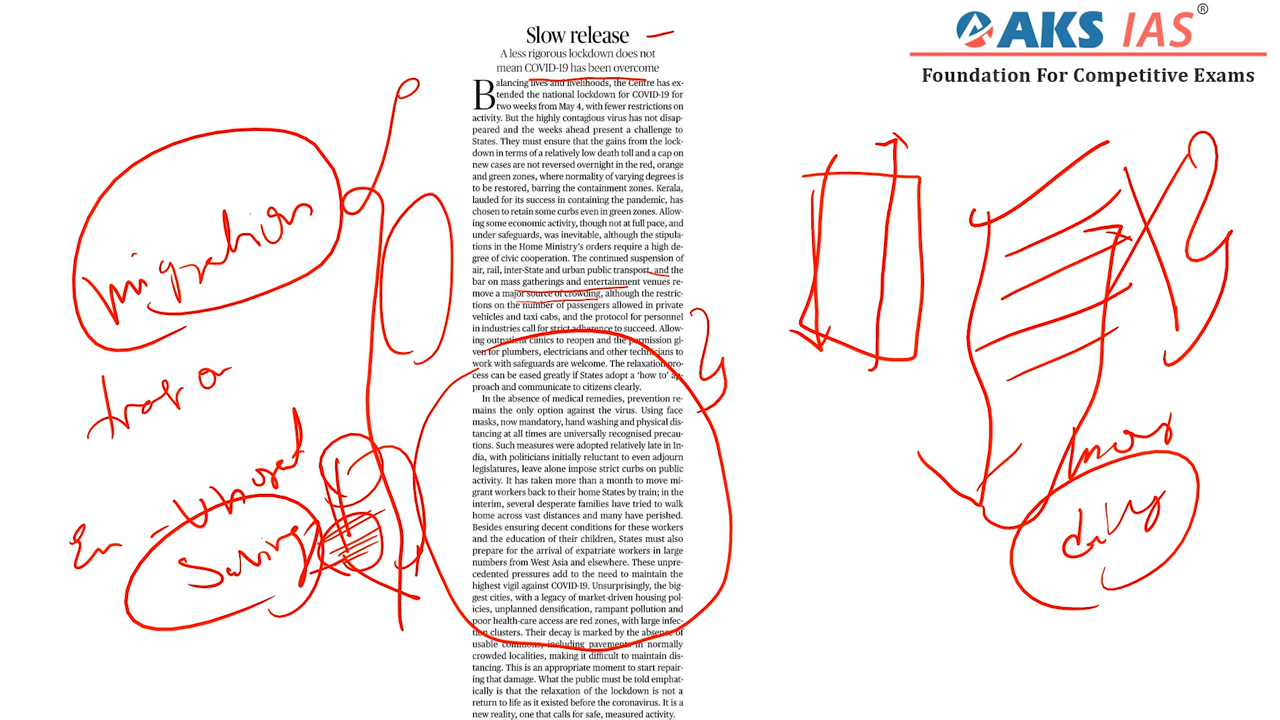 AKS IAS®
Foundation For Competitive Exams
Slow release
A less rigorous lockdown does not
mean COVID-19 has been overcome
Balancing lives and livelihoods, the Centre has ex-
tended the national lockdown for COVID-19 for
two weeks from May 4, with fewer restrictions on
activity. But the highly contagious virus has not disap-
peared and the weeks ahead present a challenge to
States. They must ensure that the gains from the lock-
down in terms of a relatively low death toll and a cap on
new cases are not reversed overnight in the red, orange
and green zones, where normality of varying degrees is
to be restored, barring the containment zones. Kerala,
lauded for its success in containing the pandemic, has
chosen to retain some curbs even in green zones. Allow-
ing some economic activity, though not at full pace, and
under safeguards, was inevitable, although the stipula-
tions in the Home Ministry's orders require a high de-
gree of civic cooperation. The continued suspension of
air, rail, inter-State and urban public transport, and the
bar on mass gatherings and entertainment venues re-
move a major source of crowding, although the restric-
tions on the number of passengers allowed in private
vehicles and taxi cabs, and the protocol for personnel
in industries call for strict adherence to succeed. Allow-
ing outpatient clinics to reopen and the permission gi-
ven for plumbers, electricians and other technicians to
work with safeguards are welcome. The relaxation pro-
cess can be eased greatly if States adopt a 'how to' ap-
proach and communicate to citizens clearly.
In the absence of medical remedies, prevention re-
mains the only option against the virus. Using face
masks, now mandatory, hand washing and physical dis-
tancing at all times are universally recognised precau-
tions. Such measures were adopted relatively late in In-
dia, with politicians initially reluctant to even adjourn
legislatures, leave alone impose strict curbs on public
activity. It has taken more than a month to move mi-
grant workers back to their home States by train; in the
interim, several desperate families have tried to walk
home across vast distances and many have perished.
Besides ensuring decent conditions for these workers
and the education of their children, States must also
prepare for the arrival of expatriate workers in large
numbers from West Asia and elsewhere. These unpre-
cedented pressures add to the need to maintain the
highest vigil against COVID-19. Unsurprisingly, the big-
gest cities, with a legacy of market-driven housing pol-
icies, unplanned densification, rampant pollution and
poor health-care access are red zones, with large infec-
tion clusters. Their decay is marked by the absence of
usable commons, including pavements in normally
crowded localities, making it difficult to maintain dis-
tancing. This is an appropriate moment to start repair-
ing that damage. What the public must be told emphat-
ically is that the relaxation of the lockdown is not a
return to life as it existed before the coronavirus. It is a
new reality, one that calls for safe, measured activity.
migration
Saving